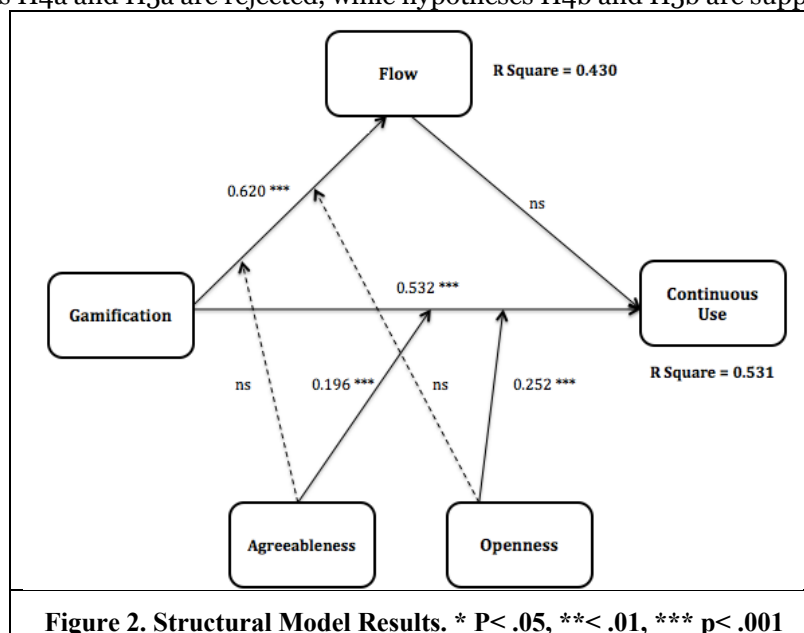 s H4a and H5a are rejected, while hypotheses H4b and H5b are supp
Flow
R Square = 0.430
0.620 ***
ns
0.532 ***
Gamification
Continuous
Use
R Square = 0.531
ns
0.196 ***
ns
0.252 ***
Agreeableness
Openness
Figure 2. Structural Model Results. * P< .05, **< .01, *** p< .001